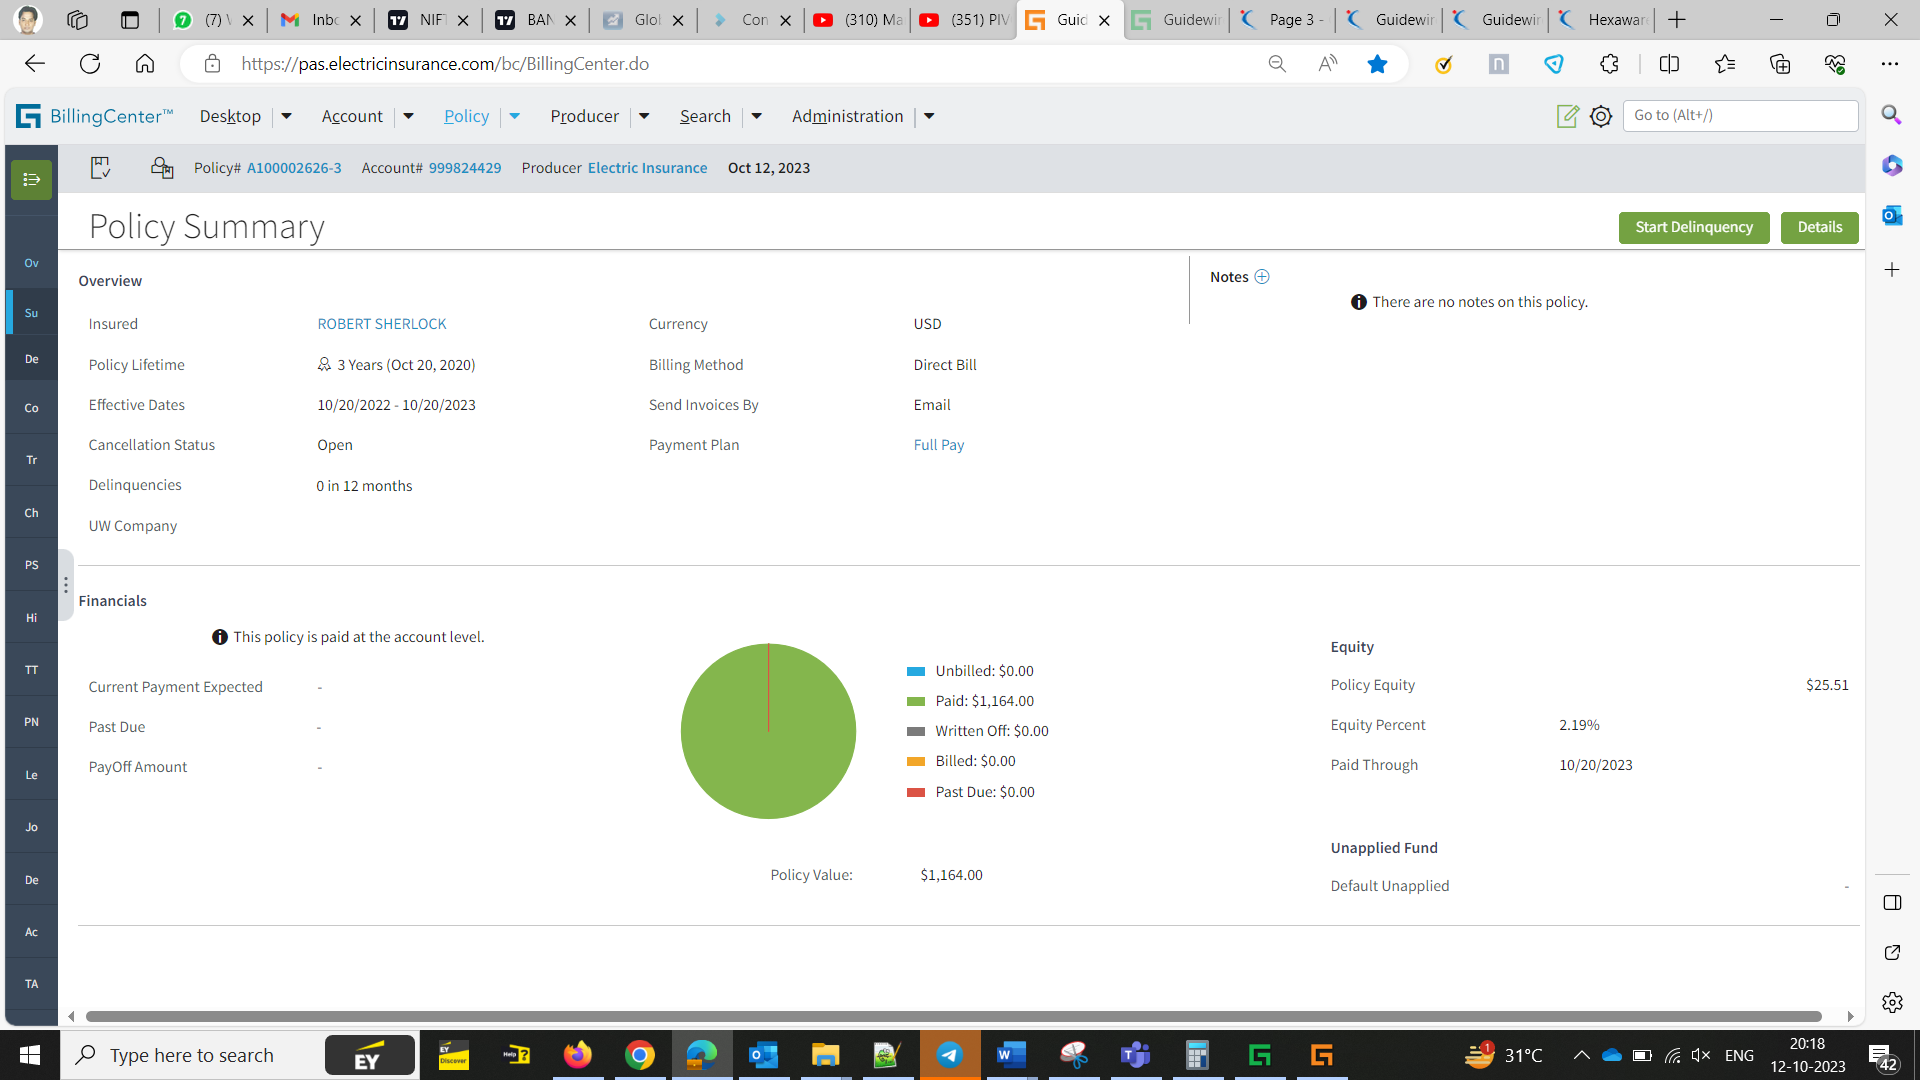 (7) W
Inbo
NIFT
BAN
Glob
Con
(310) Ma
(351) PIV
Guid
Guidewir
Page 3 -
Guidewir
Guidewir
Hexaware
https://pas.electricinsurance.com/bc/BillingCenter.do
BillingCenter™ Desktop Account Policy Producer Search Administration Go to (Alt+/)
Policy# A100002626-3 Account# 999824429 Producer Electric Insurance Oct 12, 2023
Policy Summary
Start Delinquency Details
Ov
Su
De
Co
Tr
Ch
PS
Hi
TT
PN
Le
Jo
De
Ac
TA
Overview
Insured ROBERT SHERLOCK
Policy Lifetime 3 Years (Oct 20, 2020)
Effective Dates 10/20/2022 - 10/20/2023
Cancellation Status Open
Delinquencies 0 in 12 months
UW Company
Currency USD
Billing Method Direct Bill
Send Invoices By Email
Payment Plan Full Pay
Notes
There are no notes on this policy.
Financials
This policy is paid at the account level.
Current Payment Expected -
Past Due -
PayOff Amount -
Unbilled: $0.00
Paid: $1,164.00
Written Off: $0.00
Billed: $0.00
Past Due: $0.00
Policy Value: $1,164.00
Equity
Policy Equity $25.51
Equity Percent 2.19%
Paid Through 10/20/2023
Unapplied Fund
Default Unapplied -
Type here to search
EY
EY Discover
Help ?
1
31°C
ENG
20:18
12-10-2023
42